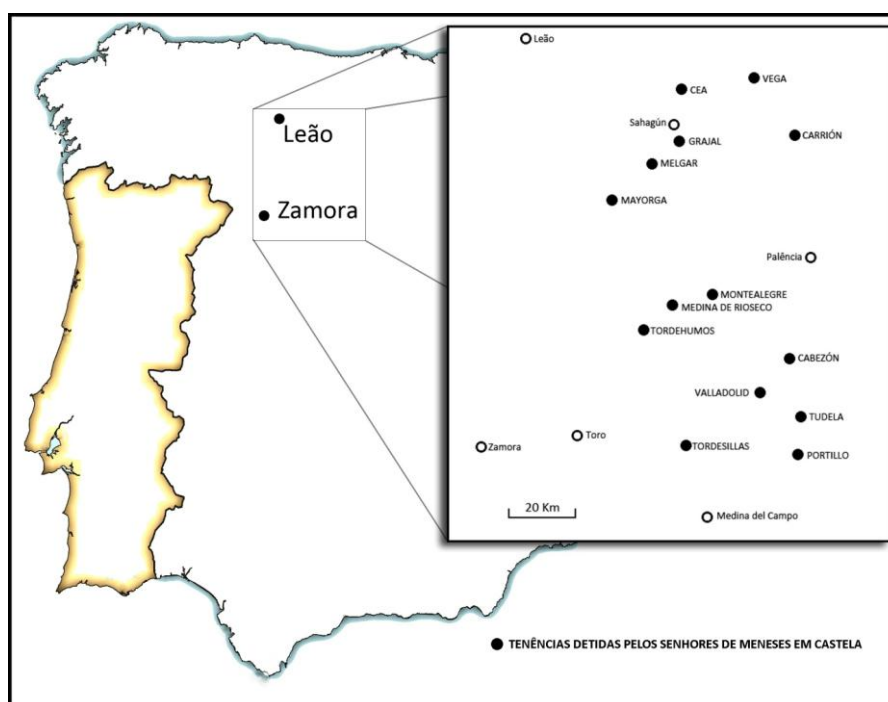 Leão
Zamora
Leão
VEGA
CEA
Sahagún
GRAJAL
CARRIÓN
MELGAR
MAYORGA
Palência
MONTEALEGRE
MEDINA DE RIOSECO
TORDEHUMOS
CABEZÓN
VALLADOLID
TUDELA
Toro
Zamora
TORDESILLAS
PORTILLO
20 Km
Medina del Campo
TENÊNCIAS DETIDAS PELOS SENHORES DE MENESES EM CASTELA